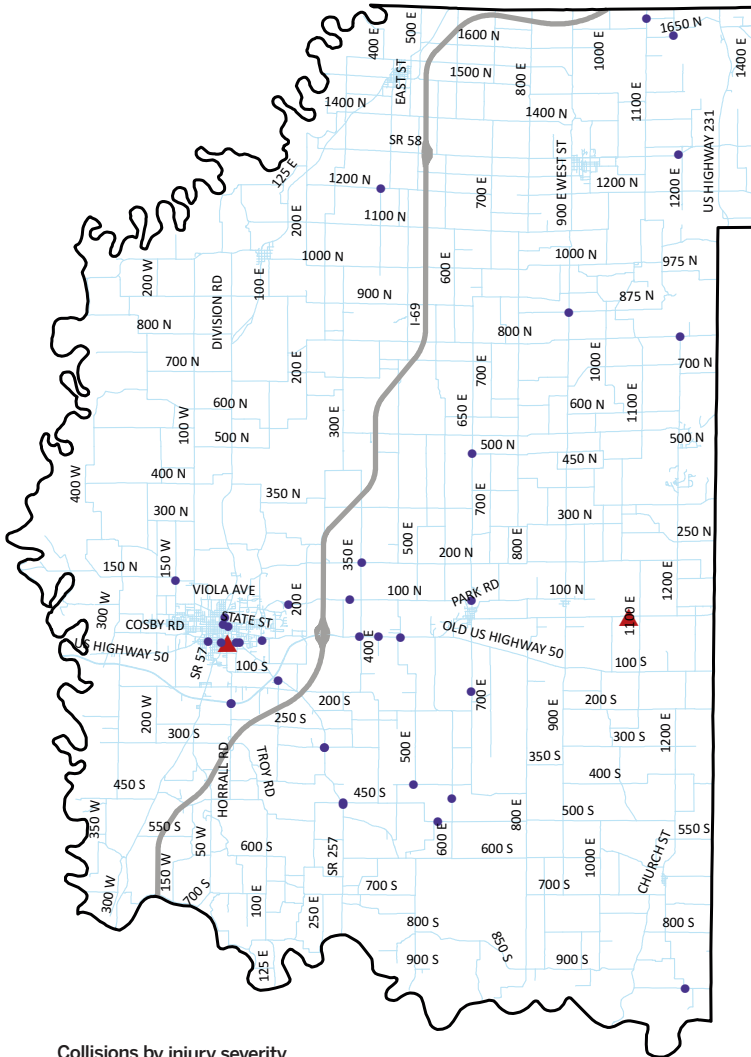 500 E
400 E
1600 N
1650 N
1000 E
1400 E
EAST ST
1500 N
800 E
1100 E
1400 N
1400 N
SR 58
US HIGHWAY 231
900 E
WEST ST
125 E
1200 N
1200 N
1200 E
700 E
1100 N
200 E
1000 N
1000 N
975 N
200 W
100 E
600 E
DIVISION RD
900 N
875 N
I-69
800 N
800 N
700 N
700 N
200 E
700 E
1000 E
600 N
600 N
1100 E
100 W
300 E
650 E
500 N
500 N
500 N
450 N
400 N
400 W
350 N
700 E
300 N
300 N
250 N
150 W
350 E
500 E
200 N
800 E
150 N
1200 E
VIOLA AVE
200 E
100 N
PARK RD
100 N
300 W
COSBY RD
STATE ST
1100 E
US HIGHWAY 50
400 E
OLD US HIGHWAY 50
SR 57
100 S
100 S
200 S
700 E
200 S
200 W
250 S
900 E
300 S
300 S
1200 E
HORRALL RD
TROY RD
500 E
350 S
400 S
450 S
450 S
350 W
500 S
800 E
550 S
550 S
50 W
600 S
SR 257
600 E
600 S
1000 E
CHURCH ST
150 W
700 S
700 S
700 S
300 W
100 E
250 E
800 S
800 S
850 S
125 E
900 S
900 S
Collisions by injury severity